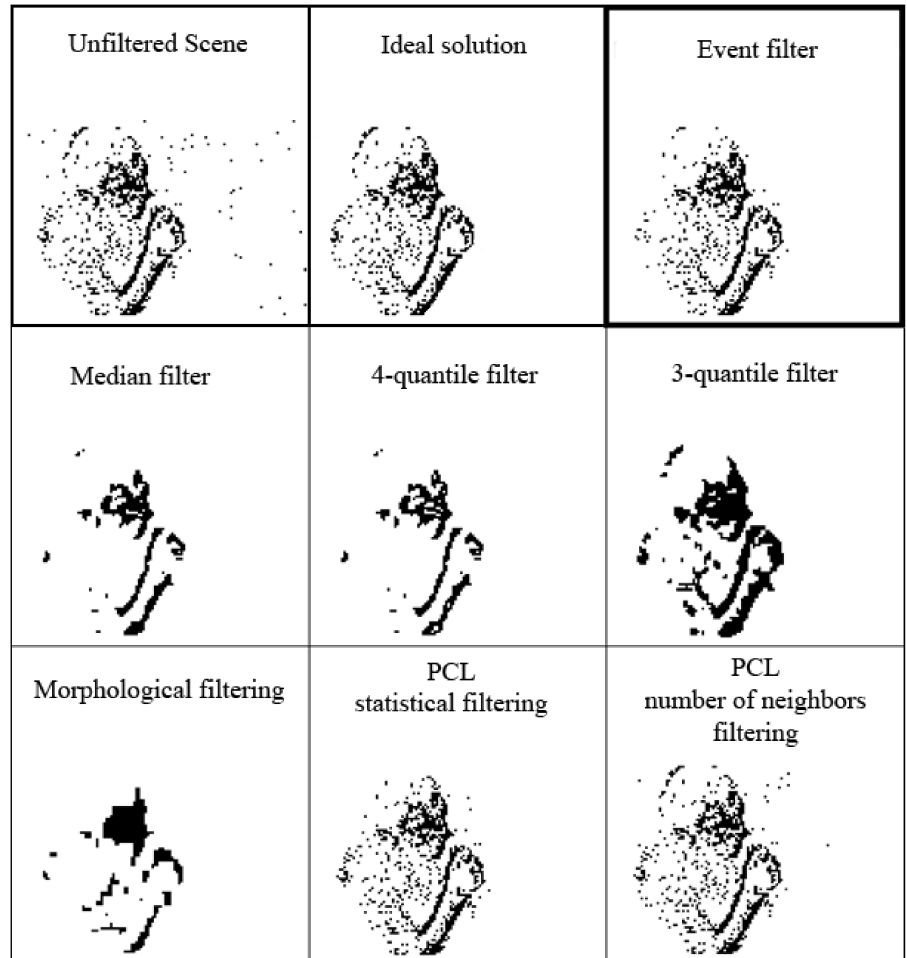 Unfiltered Scene
Ideal solution
Event filter
Median filter
4-quantile filter
3-quantile filter
Morphological filtering
PCL
statistical filtering
PCL
number of neighbors
filtering